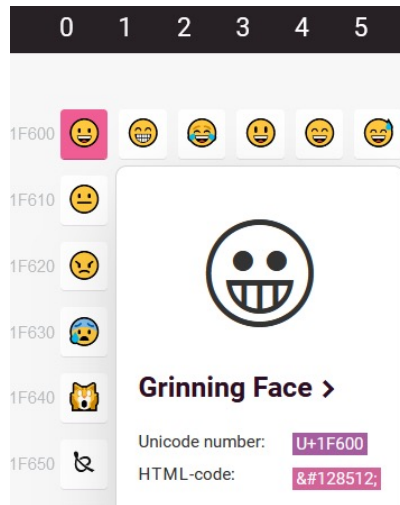 0 1 2 3 4 5
1F600
1F610
1F620
1F630
1F640
1F650
Grinning Face >
Unicode number: U+1F600
HTML-code: &#128512;